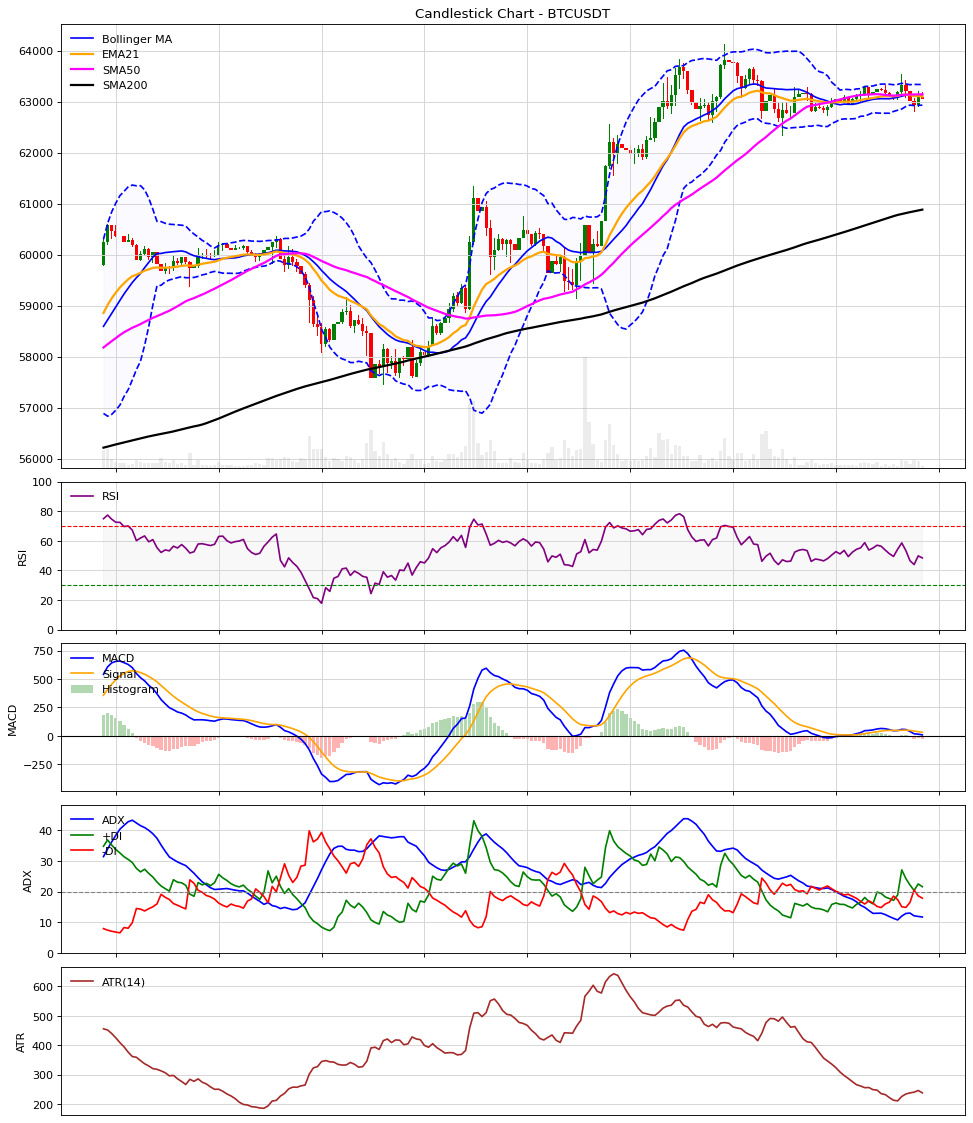 Candlestick Chart - BTCUSDT
Bollinger MA
EMA21
SMA50
SMA200
64000
63000
62000
61000
60000
59000
58000
57000
56000
RSI
100
80
60
40
20
0
RSI
MACD
Signal
Histogram
750
500
250
0
−250
MACD
ADX
+DI
-DI
40
30
20
10
0
ADX
ATR(14)
600
500
400
300
200
ATR